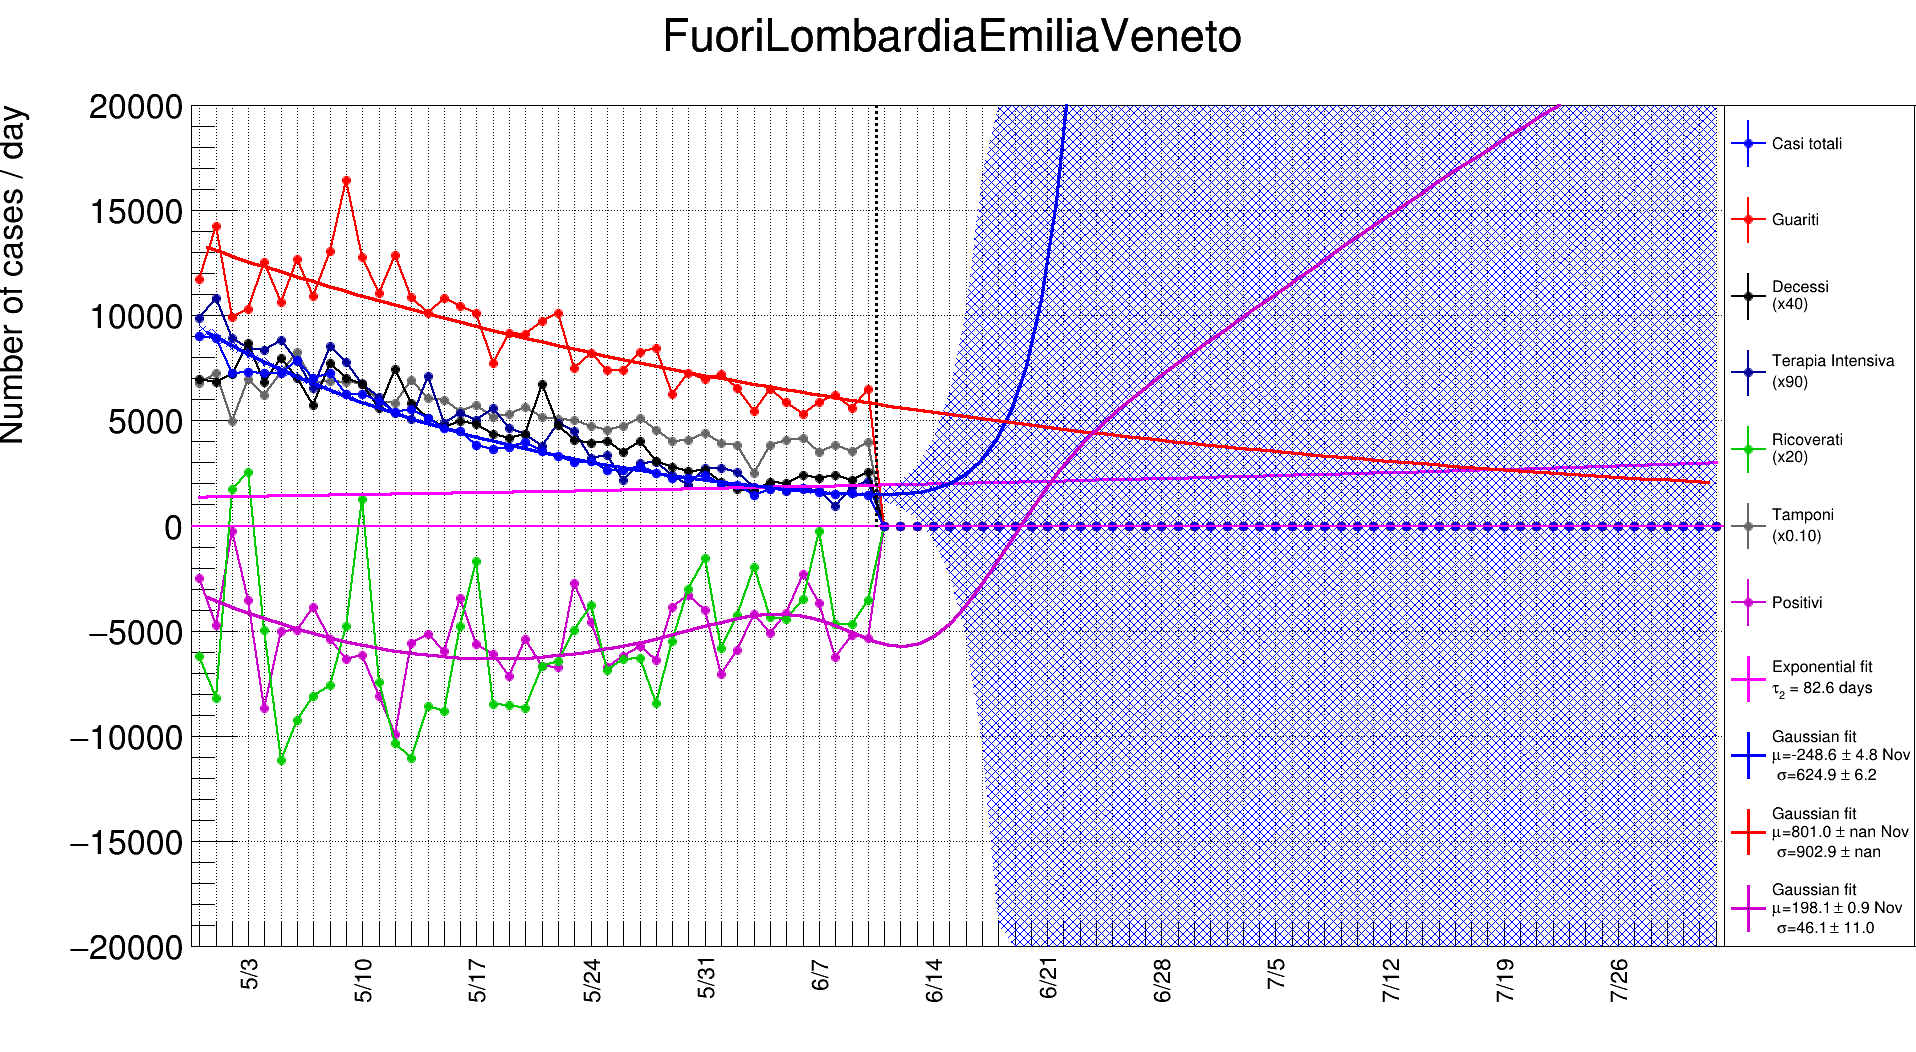 FuoriLombardiaEmiliaVeneto
Number of cases / day
20000
15000
10000
5000
0
−5000
−10000
−15000
−20000
5/3
5/10
5/17
5/24
5/31
6/7
6/14
6/21
6/28
7/5
7/12
7/19
7/26
Casi totali
Guariti
Decessi
(x40)
Terapia Intensiva
(x90)
Ricoverati
(x20)
Tamponi
(x0.10)
Positivi
Exponential fit
τ2 = 82.6 days
Gaussian fit
μ=-248.6 ± 4.8 Nov
σ=624.9 ± 6.2
Gaussian fit
μ=801.0 ± nan Nov
σ=902.9 ± nan
Gaussian fit
μ=198.1 ± 0.9 Nov
σ=46.1 ± 11.0